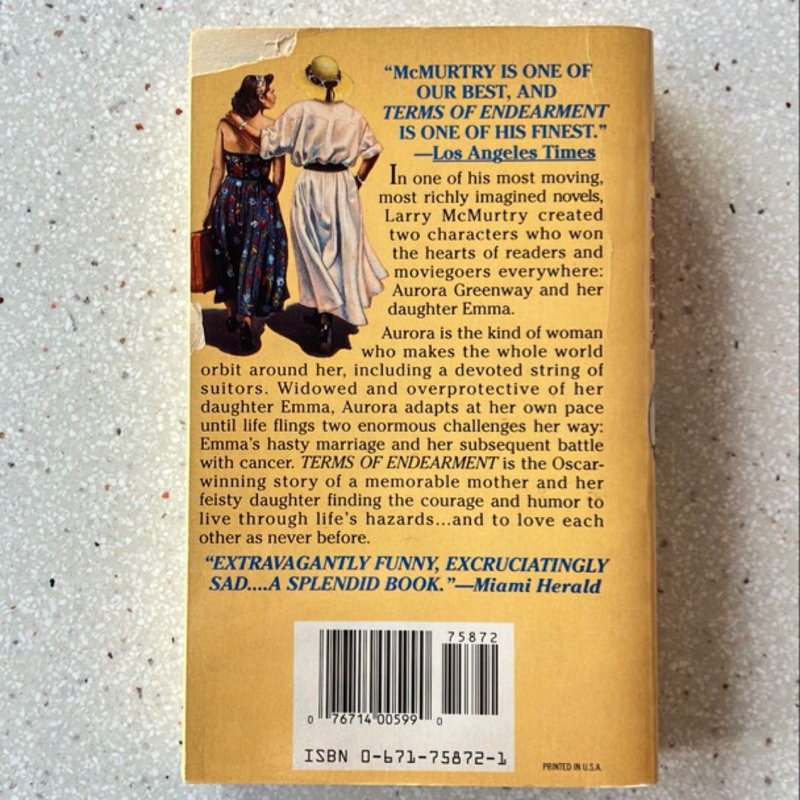 “McMURTRY IS ONE OF
OUR BEST, AND
TERMS OF ENDEARMENT
IS ONE OF HIS FINEST.”
—Los Angeles Times
In one of his most moving,
most richly imagined novels,
Larry McMurtry created
two characters who won
the hearts of readers and
moviegoers everywhere:
Aurora Greenway and her
daughter Emma.
Aurora is the kind of woman
who makes the whole world
orbit around her, including a devoted string of
suitors. Widowed and overprotective of her
daughter Emma, Aurora adapts at her own pace
until life flings two enormous challenges her way:
Emma’s hasty marriage and her subsequent battle
with cancer. TERMS OF ENDEARMENT is the Oscar-
winning story of a memorable mother and her
feisty daughter finding the courage and humor to
live through life’s hazards...and to love each
other as never before.
“EXTRAVAGANTLY FUNNY, EXCRUCIATINGLY
SAD....A SPLENDID BOOK.”—Miami Herald
75872
0 76714 00599 0
ISBN 0-671-75872-1
PRINTED IN U.S.A.